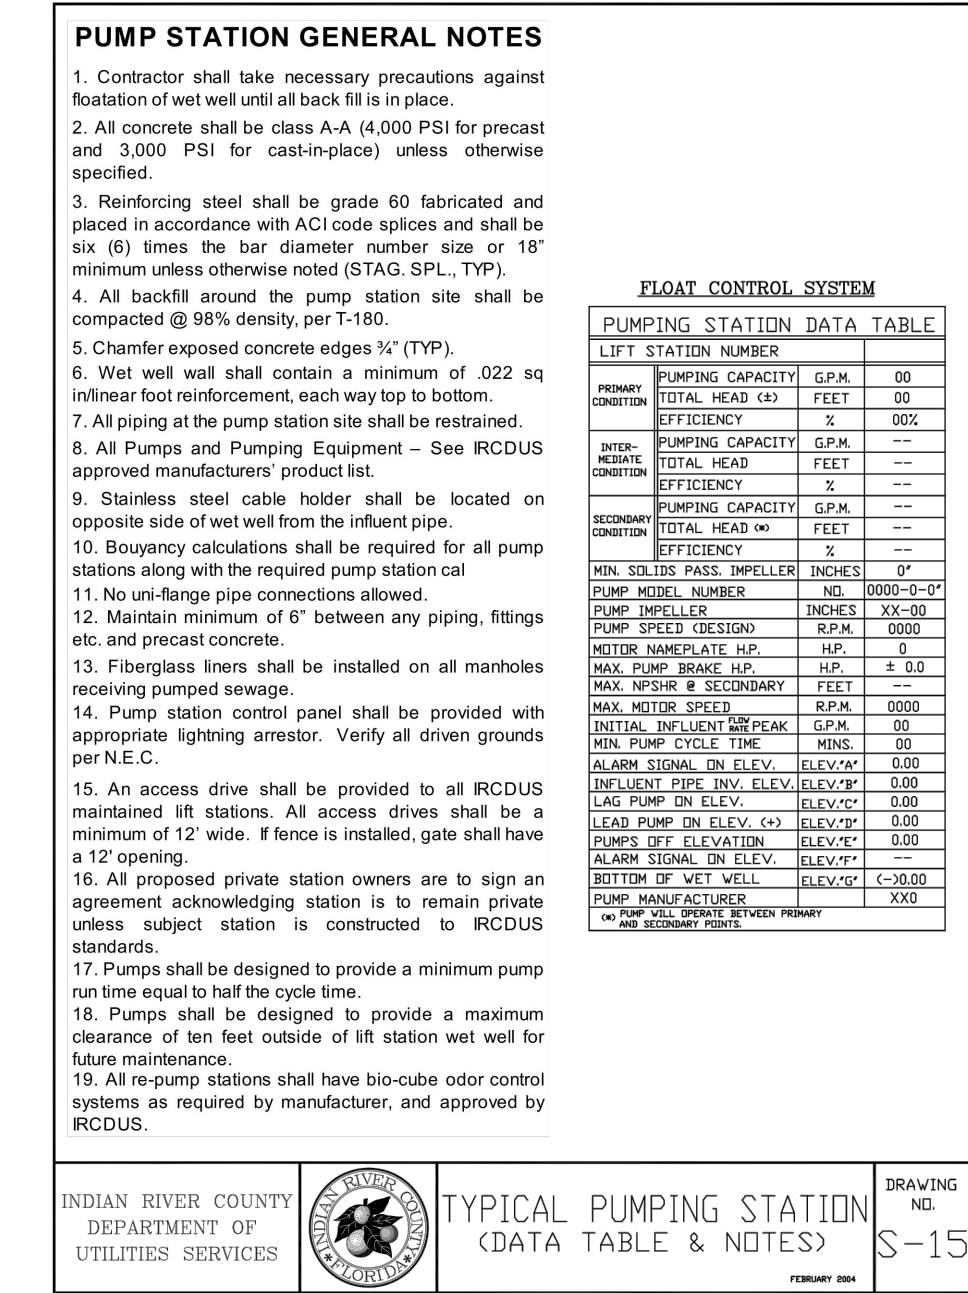 PUMP STATION GENERAL NOTES
1. Contractor shall take necessary precautions against
floatation of wet well until all back fill is in place.
2. All concrete shall be class A-A (4,000 PSI for precast
and 3,000 PSI for cast-in-place) unless otherwise
specified.
3. Reinforcing steel shall be grade 60 fabricated and
placed in accordance with ACI code splices and shall be
six (6) times the bar diameter number size or 18”
minimum unless otherwise noted (STAG. SPL., TYP).
4. All backfill around the pump station site shall be
compacted @ 98% density, per T-180.
5. Chamfer exposed concrete edges ¾” (TYP).
6. Wet well wall shall contain a minimum of .022 sq
in/linear foot reinforcement, each way top to bottom.
7. All piping at the pump station site shall be restrained.
8. All Pumps and Pumping Equipment – See IRCDUS
approved manufacturers’ product list.
9. Stainless steel cable holder shall be located on
opposite side of wet well from the influent pipe.
10. Bouyancy calculations shall be required for all pump
stations along with the required pump station cal
11. No uni-flange pipe connections allowed.
12. Maintain minimum of 6” between any piping, fittings
etc. and precast concrete.
13. Fiberglass liners shall be installed on all manholes
receiving pumped sewage.
14. Pump station control panel shall be provided with
appropriate lightning arrestor. Verify all driven grounds
per N.E.C.
15. An access drive shall be provided to all IRCDUS
maintained lift stations. All access drives shall be a
minimum of 12’ wide. If fence is installed, gate shall have
a 12' opening.
16. All proposed private station owners are to sign an
agreement acknowledging station is to remain private
unless subject station is constructed to IRCDUS
standards.
17. Pumps shall be designed to provide a minimum pump
run time equal to half the cycle time.
18. Pumps shall be designed to provide a maximum
clearance of ten feet outside of lift station wet well for
future maintenance.
19. All re-pump stations shall have bio-cube odor control
systems as required by manufacturer, and approved by
IRCDUS.
FLOAT CONTROL SYSTEM
PUMPING STATION DATA TABLE
LIFT STATION NUMBER
PRIMARY CONDITION
PUMPING CAPACITY G.P.M. 00
TOTAL HEAD (±) FEET 00
EFFICIENCY % 00%
INTER-MEDIATE CONDITION
PUMPING CAPACITY G.P.M. --
TOTAL HEAD FEET --
EFFICIENCY % --
SECONDARY CONDITION
PUMPING CAPACITY G.P.M. --
TOTAL HEAD (*) FEET --
EFFICIENCY % --
MIN. SOLIDS PASS. IMPELLER INCHES 0"
PUMP MODEL NUMBER NO. 0000-0-0"
PUMP IMPELLER INCHES XX-00
PUMP SPEED (DESIGN) R.P.M. 0000
MOTOR NAMEPLATE H.P. H.P. 0
MAX. PUMP BRAKE H.P. H.P. ± 0.0
MAX. NPSHR @ SECONDARY FEET --
MAX. MOTOR SPEED R.P.M. 0000
INITIAL INFLUENT FLOW RATE PEAK G.P.M. 00
MIN. PUMP CYCLE TIME MINS. 00
ALARM SIGNAL ON ELEV. ELEV."A" 0.00
INFLUENT PIPE INV. ELEV. ELEV."B" 0.00
LAG PUMP ON ELEV. ELEV."C" 0.00
LEAD PUMP ON ELEV. (+) ELEV."D" 0.00
PUMPS OFF ELEVATION ELEV."E" 0.00
ALARM SIGNAL ON ELEV. ELEV."F" --
BOTTOM OF WET WELL ELEV."G" (-)0.00
PUMP MANUFACTURER XX0
(*) PUMP WILL OPERATE BETWEEN PRIMARY
AND SECONDARY POINTS.
INDIAN RIVER COUNTY
DEPARTMENT OF
UTILITIES SERVICES
INDIAN RIVER COUNTY
*FLORIDA*
TYPICAL PUMPING STATION
(DATA TABLE & NOTES)
FEBRUARY 2004
DRAWING
NO.
S-15